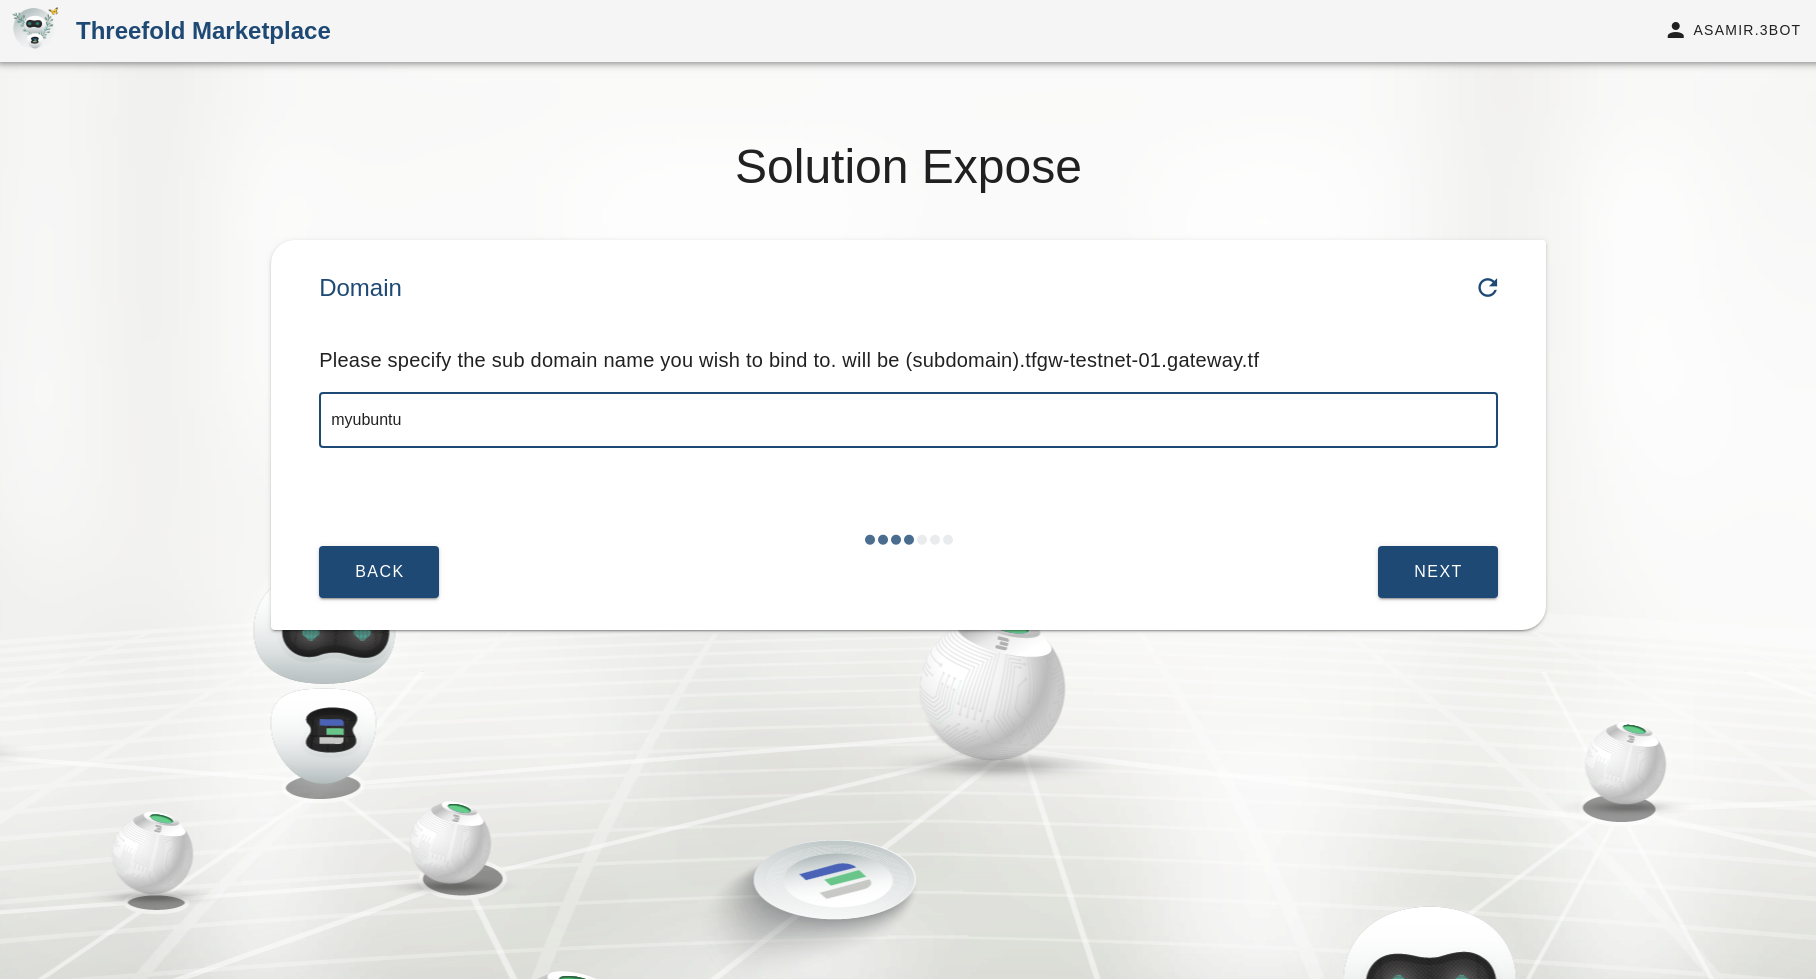 Threefold Marketplace
ASAMIR.3BOT
Solution Expose
Domain
Please specify the sub domain name you wish to bind to. will be (subdomain).tfgw-testnet-01.gateway.tf
myubuntu
BACK
NEXT